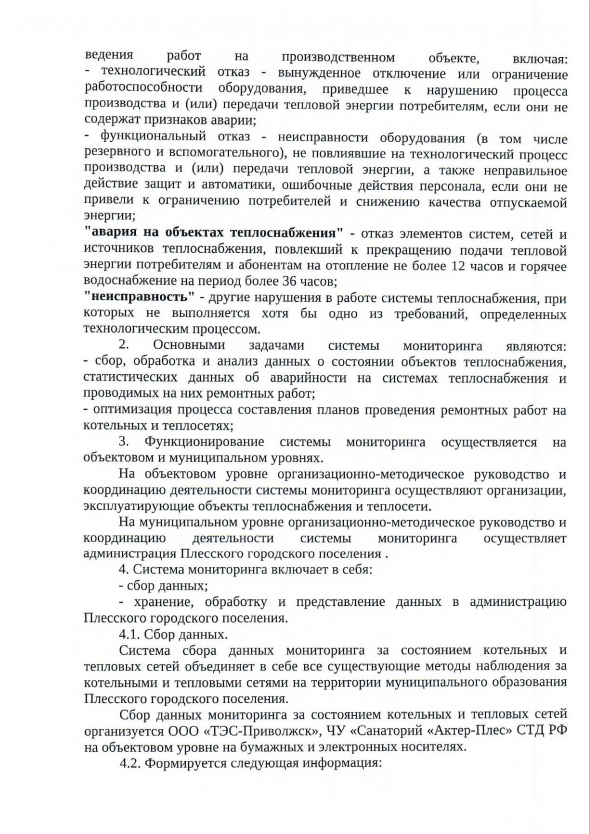 ведения работ на производственном объекте, включая:
- технологический отказ - вынужденное отключение или ограничение
работоспособности оборудования, приведшее к нарушению процесса
производства и (или) передачи тепловой энергии потребителям, если они не
содержат признаков аварии;
- функциональный отказ - неисправности оборудования (в том числе
резервного и вспомогательного), не повлиявшие на технологический процесс
производства и (или) передачи тепловой энергии, а также неправильное
действие защит и автоматики, ошибочные действия персонала, если они не
привели к ограничению потребителей и снижению качества отпускаемой
энергии;
"авария на объектах теплоснабжения" - отказ элементов систем, сетей и
источников теплоснабжения, повлекший к прекращению подачи тепловой
энергии потребителям и абонентам на отопление не более 12 часов и горячее
водоснабжение на период более 36 часов;
"неисправность" - другие нарушения в работе системы теплоснабжения, при
которых не выполняется хотя бы одно из требований, определенных
технологическим процессом.
2. Основными задачами системы мониторинга являются:
- сбор, обработка и анализ данных о состоянии объектов теплоснабжения,
статистических данных об аварийности на системах теплоснабжения и
проводимых на них ремонтных работ;
- оптимизация процесса составления планов проведения ремонтных работ на
котельных и теплосетях;
3. Функционирование системы мониторинга осуществляется на
объектовом и муниципальном уровнях.
На объектовом уровне организационно-методическое руководство и
координацию деятельности системы мониторинга осуществляют организации,
эксплуатирующие объекты теплоснабжения и теплосети.
На муниципальном уровне организационно-методическое руководство и
координацию деятельности системы мониторинга осуществляет
администрация Плесского городского поселения .
4. Система мониторинга включает в себя:
- сбор данных;
- хранение, обработку и представление данных в администрацию
Плесского городского поселения.
4.1. Сбор данных.
Система сбора данных мониторинга за состоянием котельных и
тепловых сетей объединяет в себе все существующие методы наблюдения за
котельными и тепловыми сетями на территории муниципального образования
Плесского городского поселения.
Сбор данных мониторинга за состоянием котельных и тепловых сетей
организуется ООО «ТЭС-Приволжск», ЧУ «Санаторий «Актер-Плес» СТД РФ
на объектовом уровне на бумажных и электронных носителях.
4.2. Формируется следующая информация: